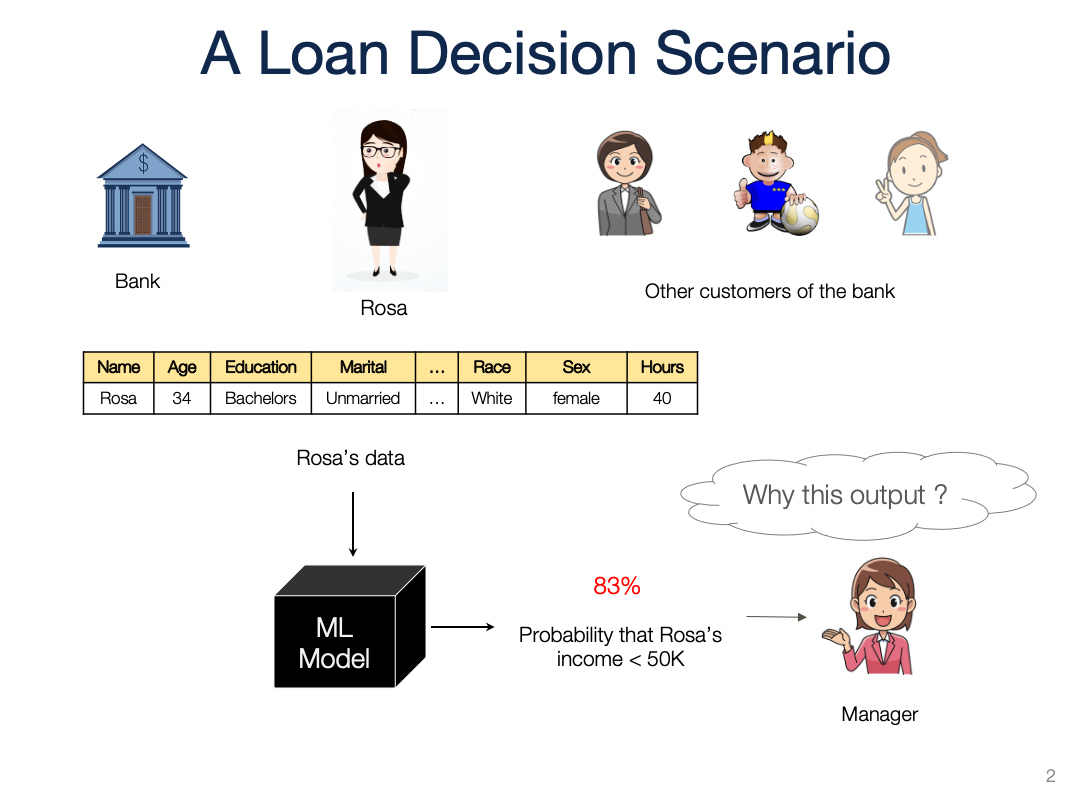 A Loan Decision Scenario
$
Bank
Rosa
Other customers of the bank
Name Age Education Marital … Race Sex Hours
Rosa 34 Bachelors Unmarried … White female 40
Rosa’s data
Why this output ?
ML
Model
83%
Probability that Rosa’s
income < 50K
Manager
2